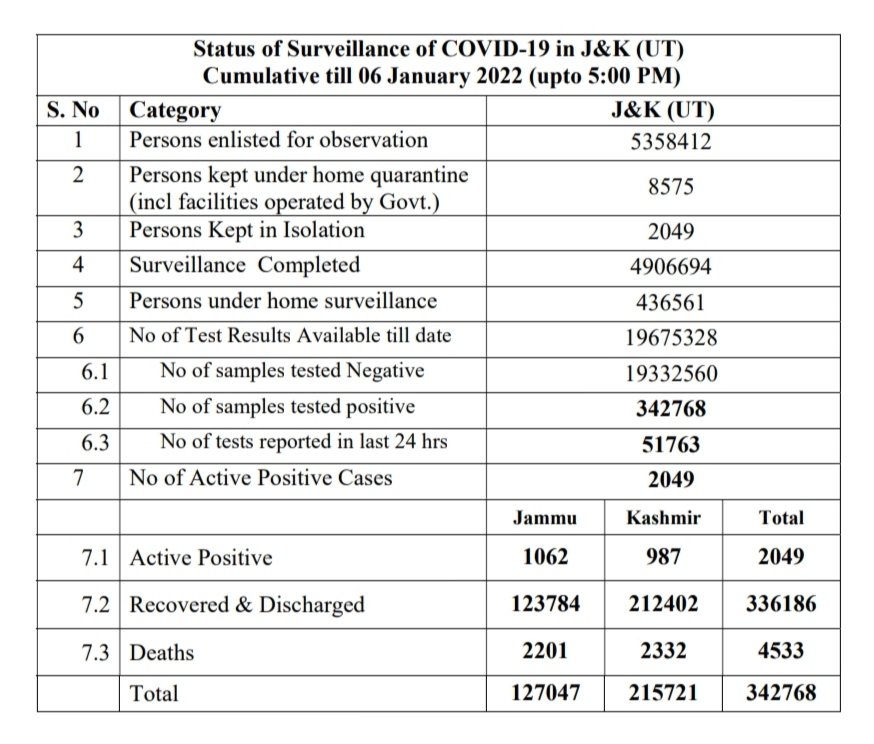 Status of Surveillance of COVID-19 in J&K (UT)
Cumulative till 06 January 2022 (upto 5:00 PM)
S. No Category J&K (UT)
1 Persons enlisted for observation 5358412
2 Persons kept under home quarantine
(incl facilities operated by Govt.) 8575
3 Persons Kept in Isolation 2049
4 Surveillance Completed 4906694
5 Persons under home surveillance 436561
6 No of Test Results Available till date 19675328
6.1 No of samples tested Negative 19332560
6.2 No of samples tested positive 342768
6.3 No of tests reported in last 24 hrs 51763
7 No of Active Positive Cases 2049
Jammu Kashmir Total
7.1 Active Positive 1062 987 2049
7.2 Recovered & Discharged 123784 212402 336186
7.3 Deaths 2201 2332 4533
Total 127047 215721 342768